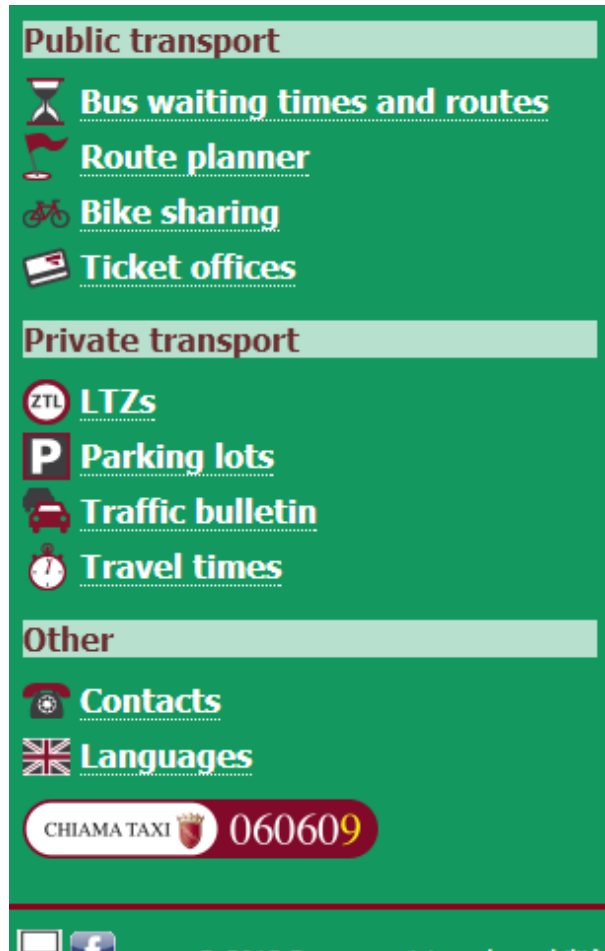 Public transport
Bus waiting times and routes
Route planner
Bike sharing
Ticket offices
Private transport
ZTL LTZs
P Parking lots
Traffic bulletin
Travel times
Other
Contacts
Languages
CHIAMA TAXI 060609